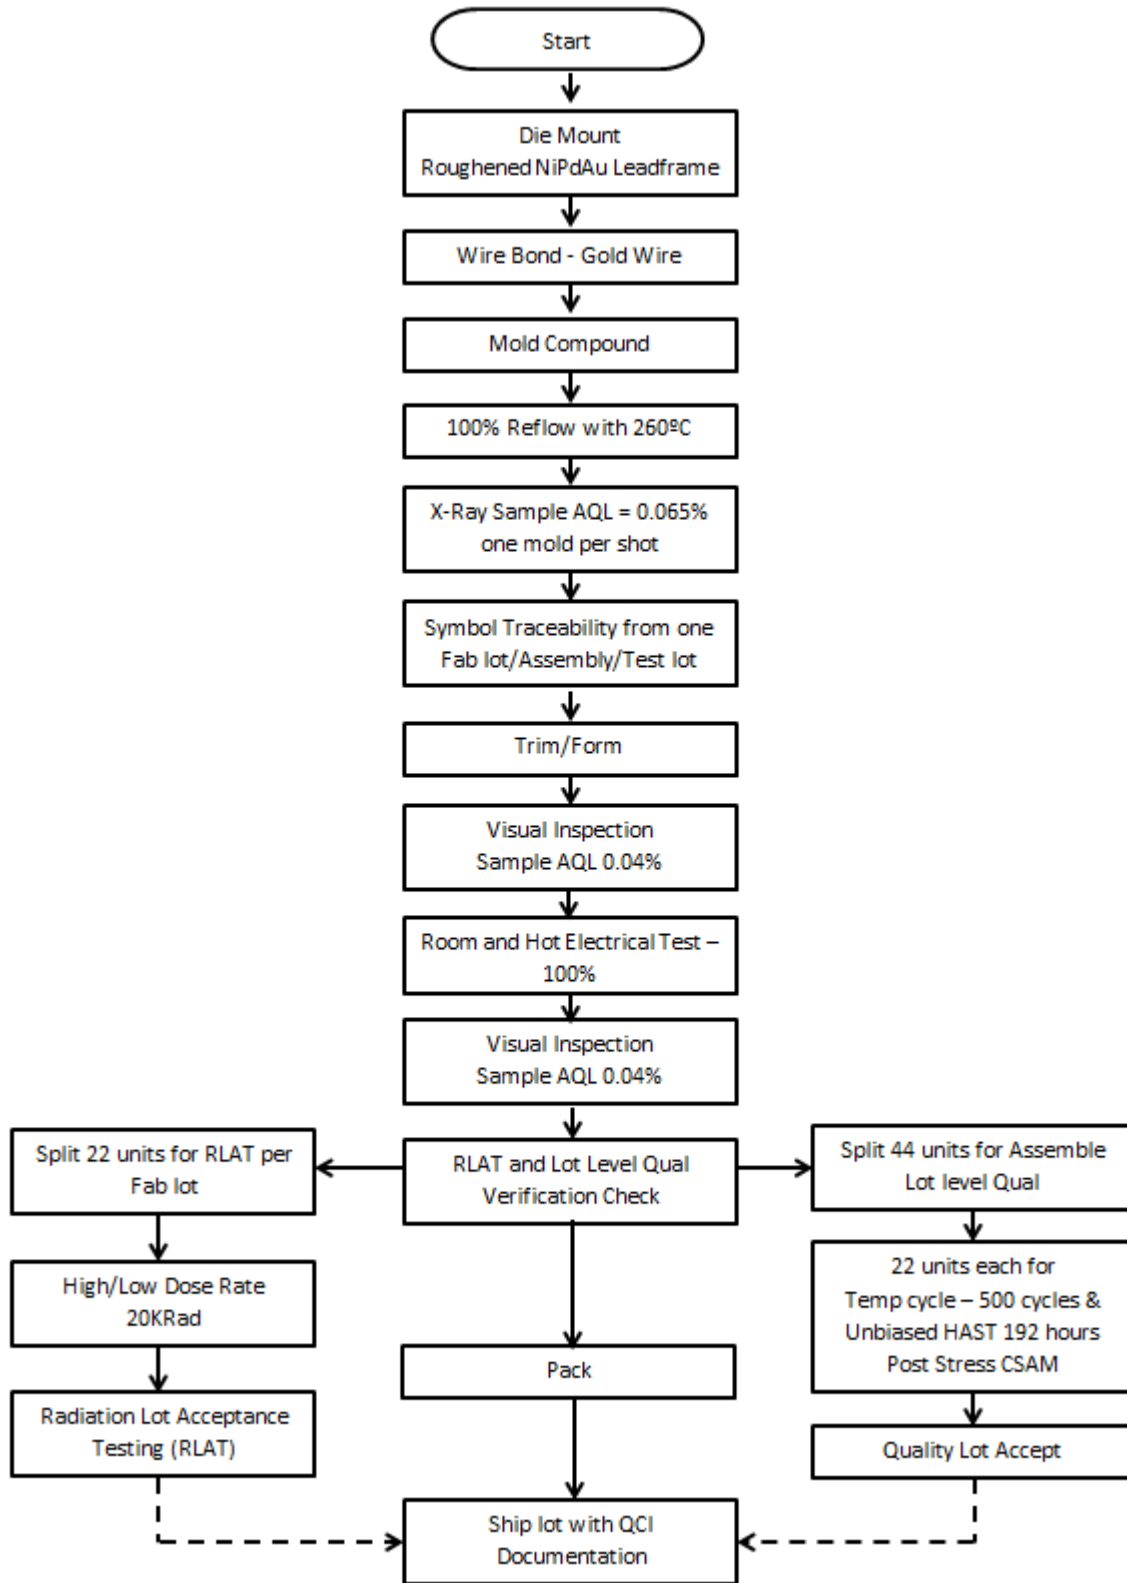 Start
Die Mount
Roughened NiPdAu Leadframe
Wire Bond - Gold Wire
Mold Compound
100% Reflow with 260ºC
X-Ray Sample AQL = 0.065%
one mold per shot
Symbol Traceability from one
Fab lot/Assembly/Test lot
Trim/Form
Visual Inspection
Sample AQL 0.04%
Room and Hot Electrical Test –
100%
Visual Inspection
Sample AQL 0.04%
RLAT and Lot Level Qual
Verification Check
Split 22 units for RLAT per
Fab lot
High/Low Dose Rate
20KRad
Radiation Lot Acceptance
Testing (RLAT)
Split 44 units for Assemble
Lot level Qual
22 units each for
Temp cycle – 500 cycles &
Unbiased HAST 192 hours
Post Stress CSAM
Quality Lot Accept
Pack
Ship lot with QCI
Documentation